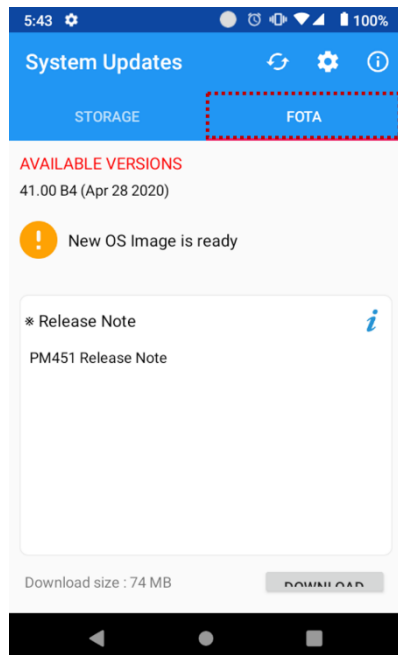 5:43 100%
System Updates
STORAGE FOTA
AVAILABLE VERSIONS
41.00 B4 (Apr 28 2020)
! New OS Image is ready
※ Release Note i
PM451 Release Note
Download size : 74 MB DOWNLOAD